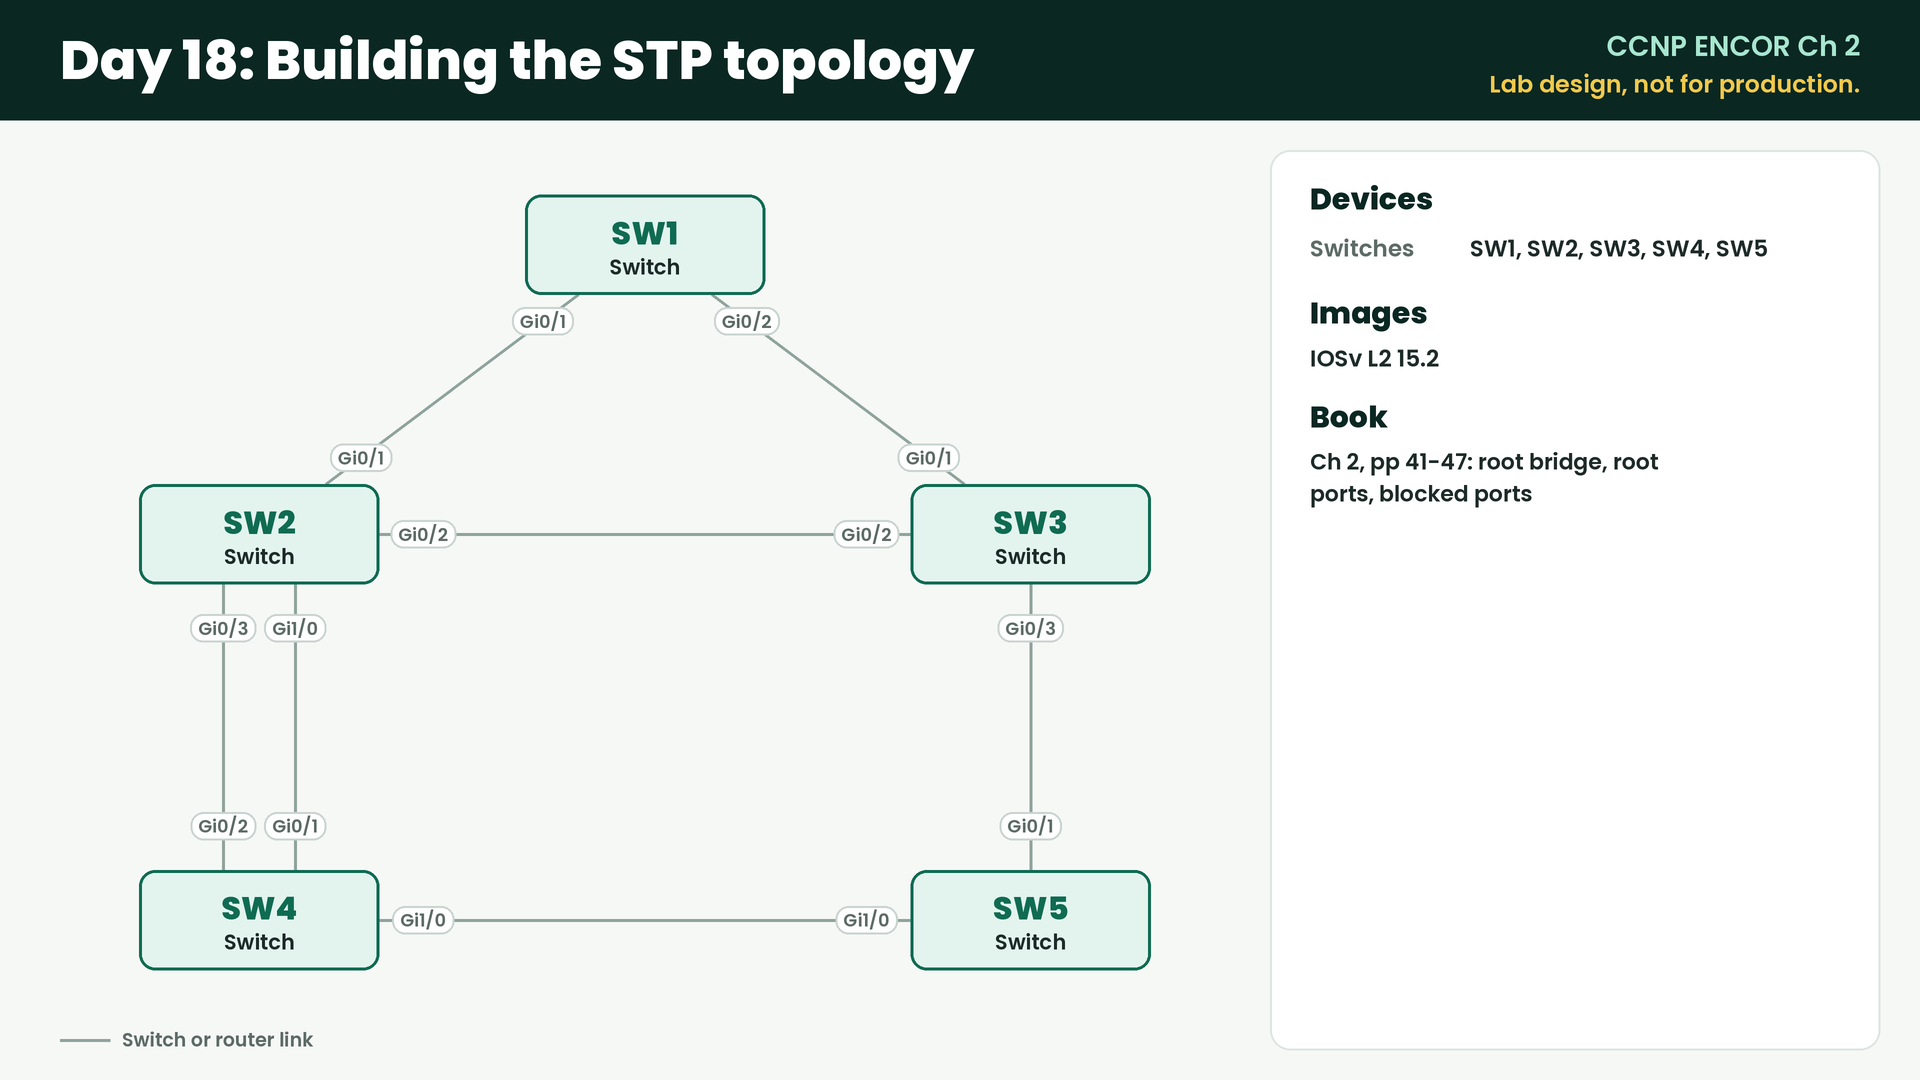 Day 18: Building the STP topology
CCNP ENCOR Ch 2
Lab design, not for production.
SW1
Switch
Gi0/1
Gi0/2
Gi0/1
Gi0/1
SW2
Switch
Gi0/2
Gi0/2
SW3
Switch
Gi0/3
Gi1/0
Gi0/3
Gi0/2
Gi0/1
Gi0/1
SW4
Switch
Gi1/0
Gi1/0
SW5
Switch
Switch or router link
Devices
Switches SW1, SW2, SW3, SW4, SW5
Images
IOSv L2 15.2
Book
Ch 2, pp 41-47: root bridge, root
ports, blocked ports